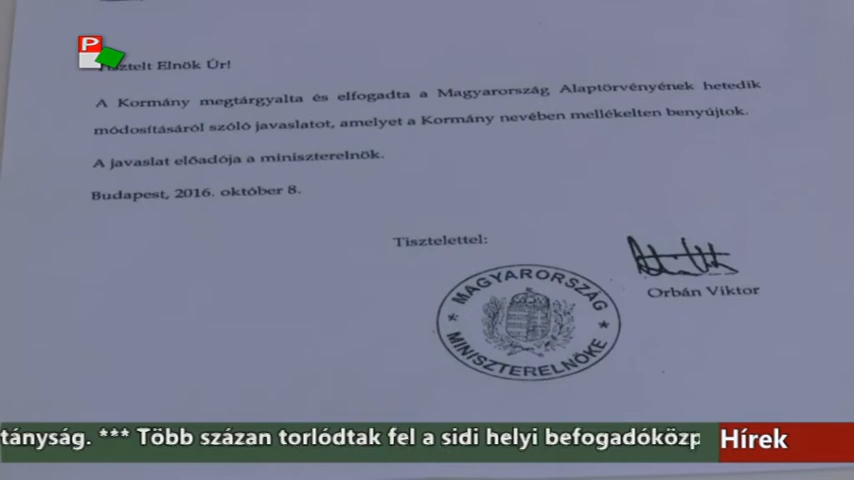 P
Tisztelt Elnök Úr!
A Kormány megtárgyalta és elfogadta a Magyarország Alaptörvényének hetedik
módosításáról szóló javaslatot, amelyet a Kormány nevében mellékelten benyújtok.
A javaslat előadója a miniszterelnök.
Budapest, 2016. október 8.
Tisztelettel:
Orbán Viktor
MAGYARORSZÁG
* MINISZTERELNÖKE *
tányság. *** Több százan torlódtak fel a sidi helyi befogadóközp
Hírek